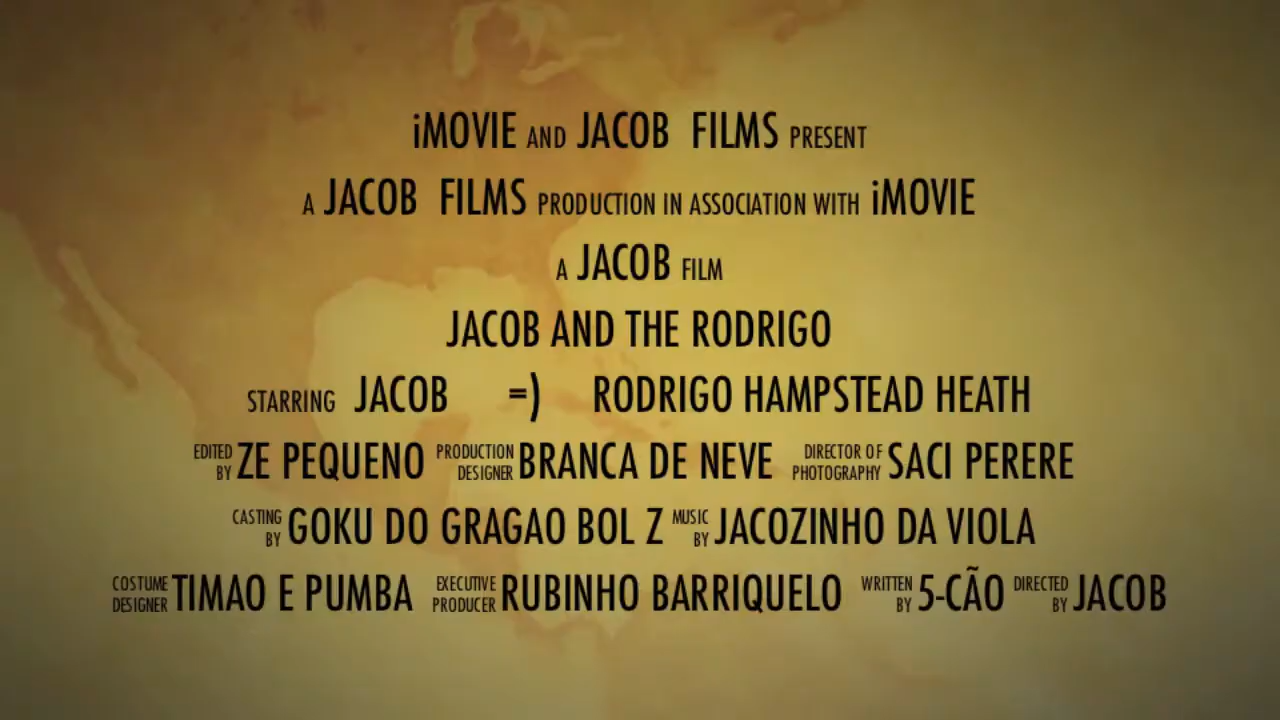 iMOVIE AND JACOB FILMS PRESENT
A JACOB FILMS PRODUCTION IN ASSOCIATION WITH iMOVIE
A JACOB FILM
JACOB AND THE RODRIGO
STARRING JACOB =) RODRIGO HAMPSTEAD HEATH
EDITED BY ZE PEQUENO PRODUCTION DESIGNER BRANCA DE NEVE DIRECTOR OF PHOTOGRAPHY SACI PERERE
CASTING BY GOKU DO GRAGAO BOL Z MUSIC BY JACOZINHO DA VIOLA
COSTUME DESIGNER TIMAO E PUMBA EXECUTIVE PRODUCER RUBINHO BARRIQUELO WRITTEN BY 5-CÃO DIRECTED BY JACOB